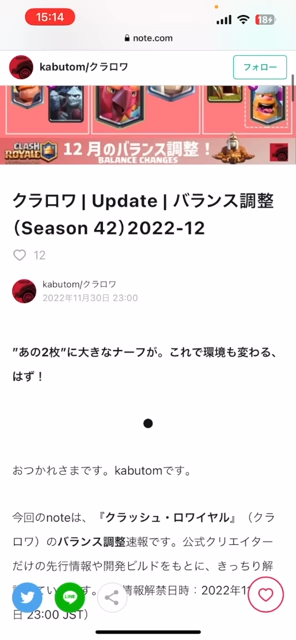 15:14
18
note.com
kabutom/クラロワ
フォロー
CLASH ROYALE
12月のバランス調整！
BALANCE CHANGES
クラロワ | Update | バランス調整
（Season 42）2022-12
12
kabutom/クラロワ
2022年11月30日 23:00
”あの2枚”に大きなナーフが。これで環境も変わる、
はず！
●
おつかれさまです。kabutomです。
今回のnoteは、『クラッシュ・ロワイヤル』（クラ
ロワ）のバランス調整速報です。公式クリエイター
だけの先行情報や開発ビルドをもとに、きっちり解
て す。 情報解禁日時：2022年1
日 23:00 JST）
LINE